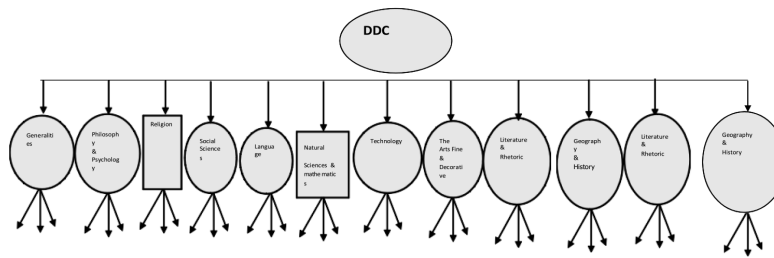 DDC
Generaliti
es
Philosoph
y
&
Psycholog
y
Religion
Social
Science
s
Langua
ge
Natural
Sciences &
mathematic
s
Technology
The
Arts Fine
& Decorati
ve
Literature
&
Rhetoric
Geograph
y
& History
Literature
&
Rhetoric
Geography
& History